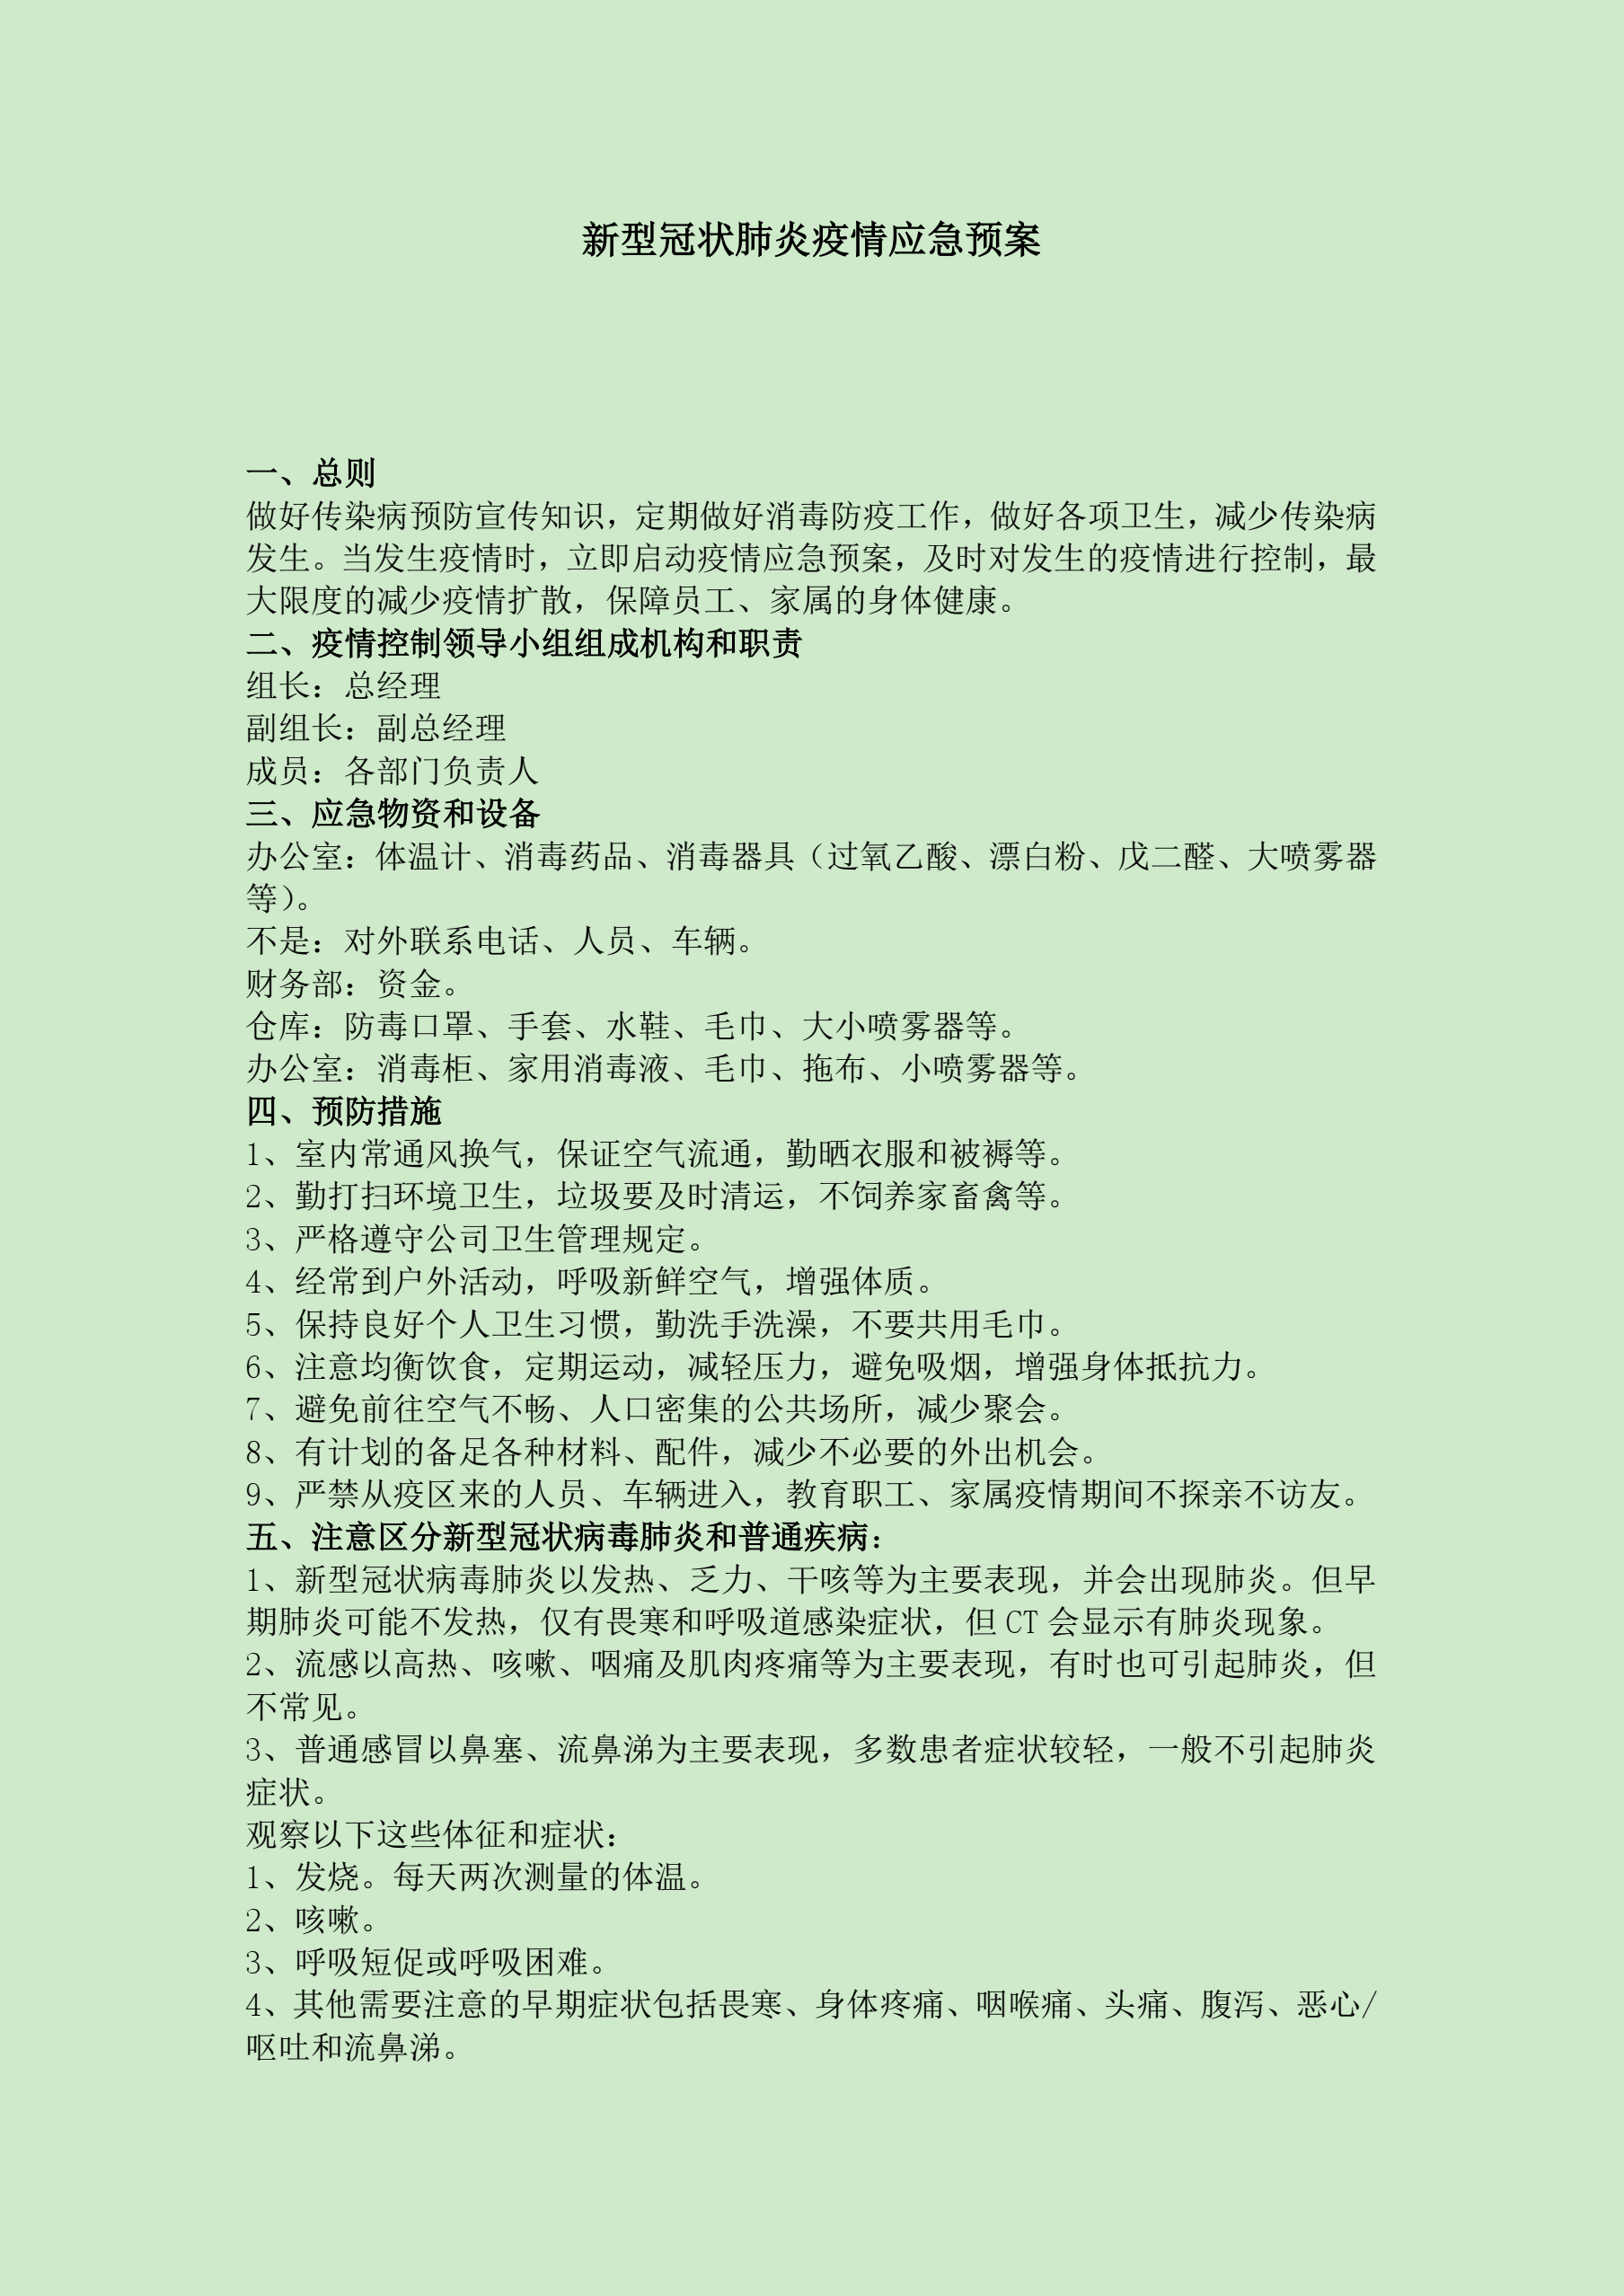 新型冠状肺炎疫情应急预案
一、总则
做好传染病预防宣传知识，定期做好消毒防疫工作，做好各项卫生，减少传染病
发生。当发生疫情时，立即启动疫情应急预案，及时对发生的疫情进行控制，最
大限度的减少疫情扩散，保障员工、家属的身体健康。
二、疫情控制领导小组组成机构和职责
组长：总经理
副组长：副总经理
成员：各部门负责人
三、应急物资和设备
办公室：体温计、消毒药品、消毒器具（过氧乙酸、漂白粉、戊二醛、大喷雾器
等）。
不是：对外联系电话、人员、车辆。
财务部：资金。
仓库：防毒口罩、手套、水鞋、毛巾、大小喷雾器等。
办公室：消毒柜、家用消毒液、毛巾、拖布、小喷雾器等。
四、预防措施
1、室内常通风换气，保证空气流通，勤晒衣服和被褥等。
2、勤打扫环境卫生，垃圾要及时清运，不饲养家畜禽等。
3、严格遵守公司卫生管理规定。
4、经常到户外活动，呼吸新鲜空气，增强体质。
5、保持良好个人卫生习惯，勤洗手洗澡，不要共用毛巾。
6、注意均衡饮食，定期运动，减轻压力，避免吸烟，增强身体抵抗力。
7、避免前往空气不畅、人口密集的公共场所，减少聚会。
8、有计划的备足各种材料、配件，减少不必要的外出机会。
9、严禁从疫区来的人员、车辆进入，教育职工、家属疫情期间不探亲不访友。
五、注意区分新型冠状病毒肺炎和普通疾病：
1、新型冠状病毒肺炎以发热、乏力、干咳等为主要表现，并会出现肺炎。但早
期肺炎可能不发热，仅有畏寒和呼吸道感染症状，但 CT 会显示有肺炎现象。
2、流感以高热、咳嗽、咽痛及肌肉疼痛等为主要表现，有时也可引起肺炎，但
不常见。
3、普通感冒以鼻塞、流鼻涕为主要表现，多数患者症状较轻，一般不引起肺炎
症状。
观察以下这些体征和症状：
1、发烧。每天两次测量的体温。
2、咳嗽。
3、呼吸短促或呼吸困难。
4、其他需要注意的早期症状包括畏寒、身体疼痛、咽喉痛、头痛、腹泻、恶心/
呕吐和流鼻涕。